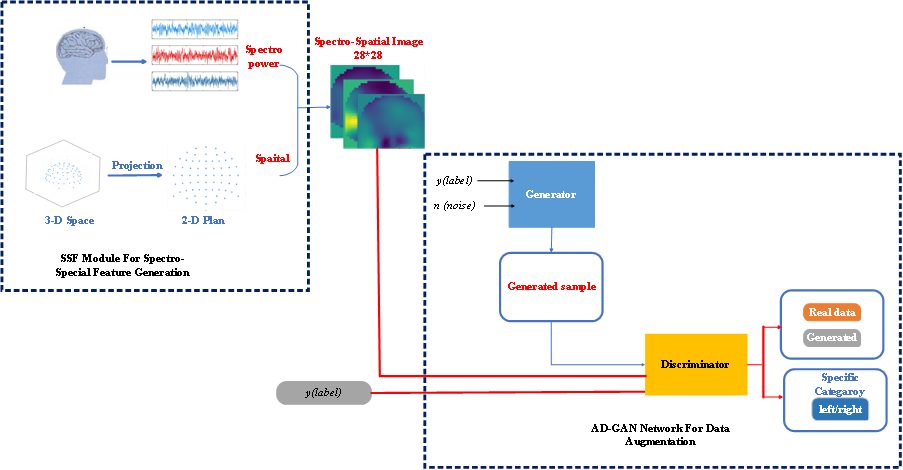 Spectro
power
Spaital
Projection
3-D Space
2-D Plan
SSF Module For Spectro-
Special Feature Generation
Spectro-Spatial Image
28*28
y(label)
n (noise)
Generator
Generated sample
Discriminator
y(label)
Real data
Generated
Specific
Categaroy
left/right
AD-GAN Network For Data
Augmentation